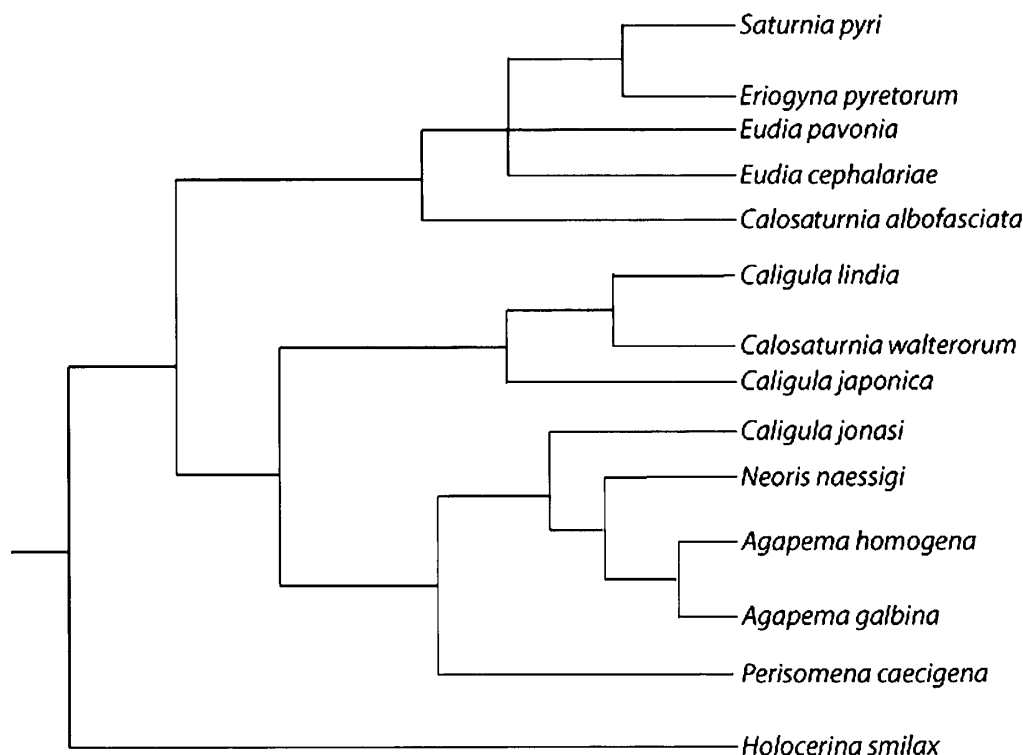 Saturnia pyri
Eriogyna pyretorum
Eudia pavonia
Eudia cephalariae
Calosaturnia albofasciata
Caligula lindia
Calosaturnia walterorum
Caligula japonica
Caligula jonasi
Neoris naessigi
Agapema homogena
Agapema galbina
Perisomena caecigena
Holocerina smilax